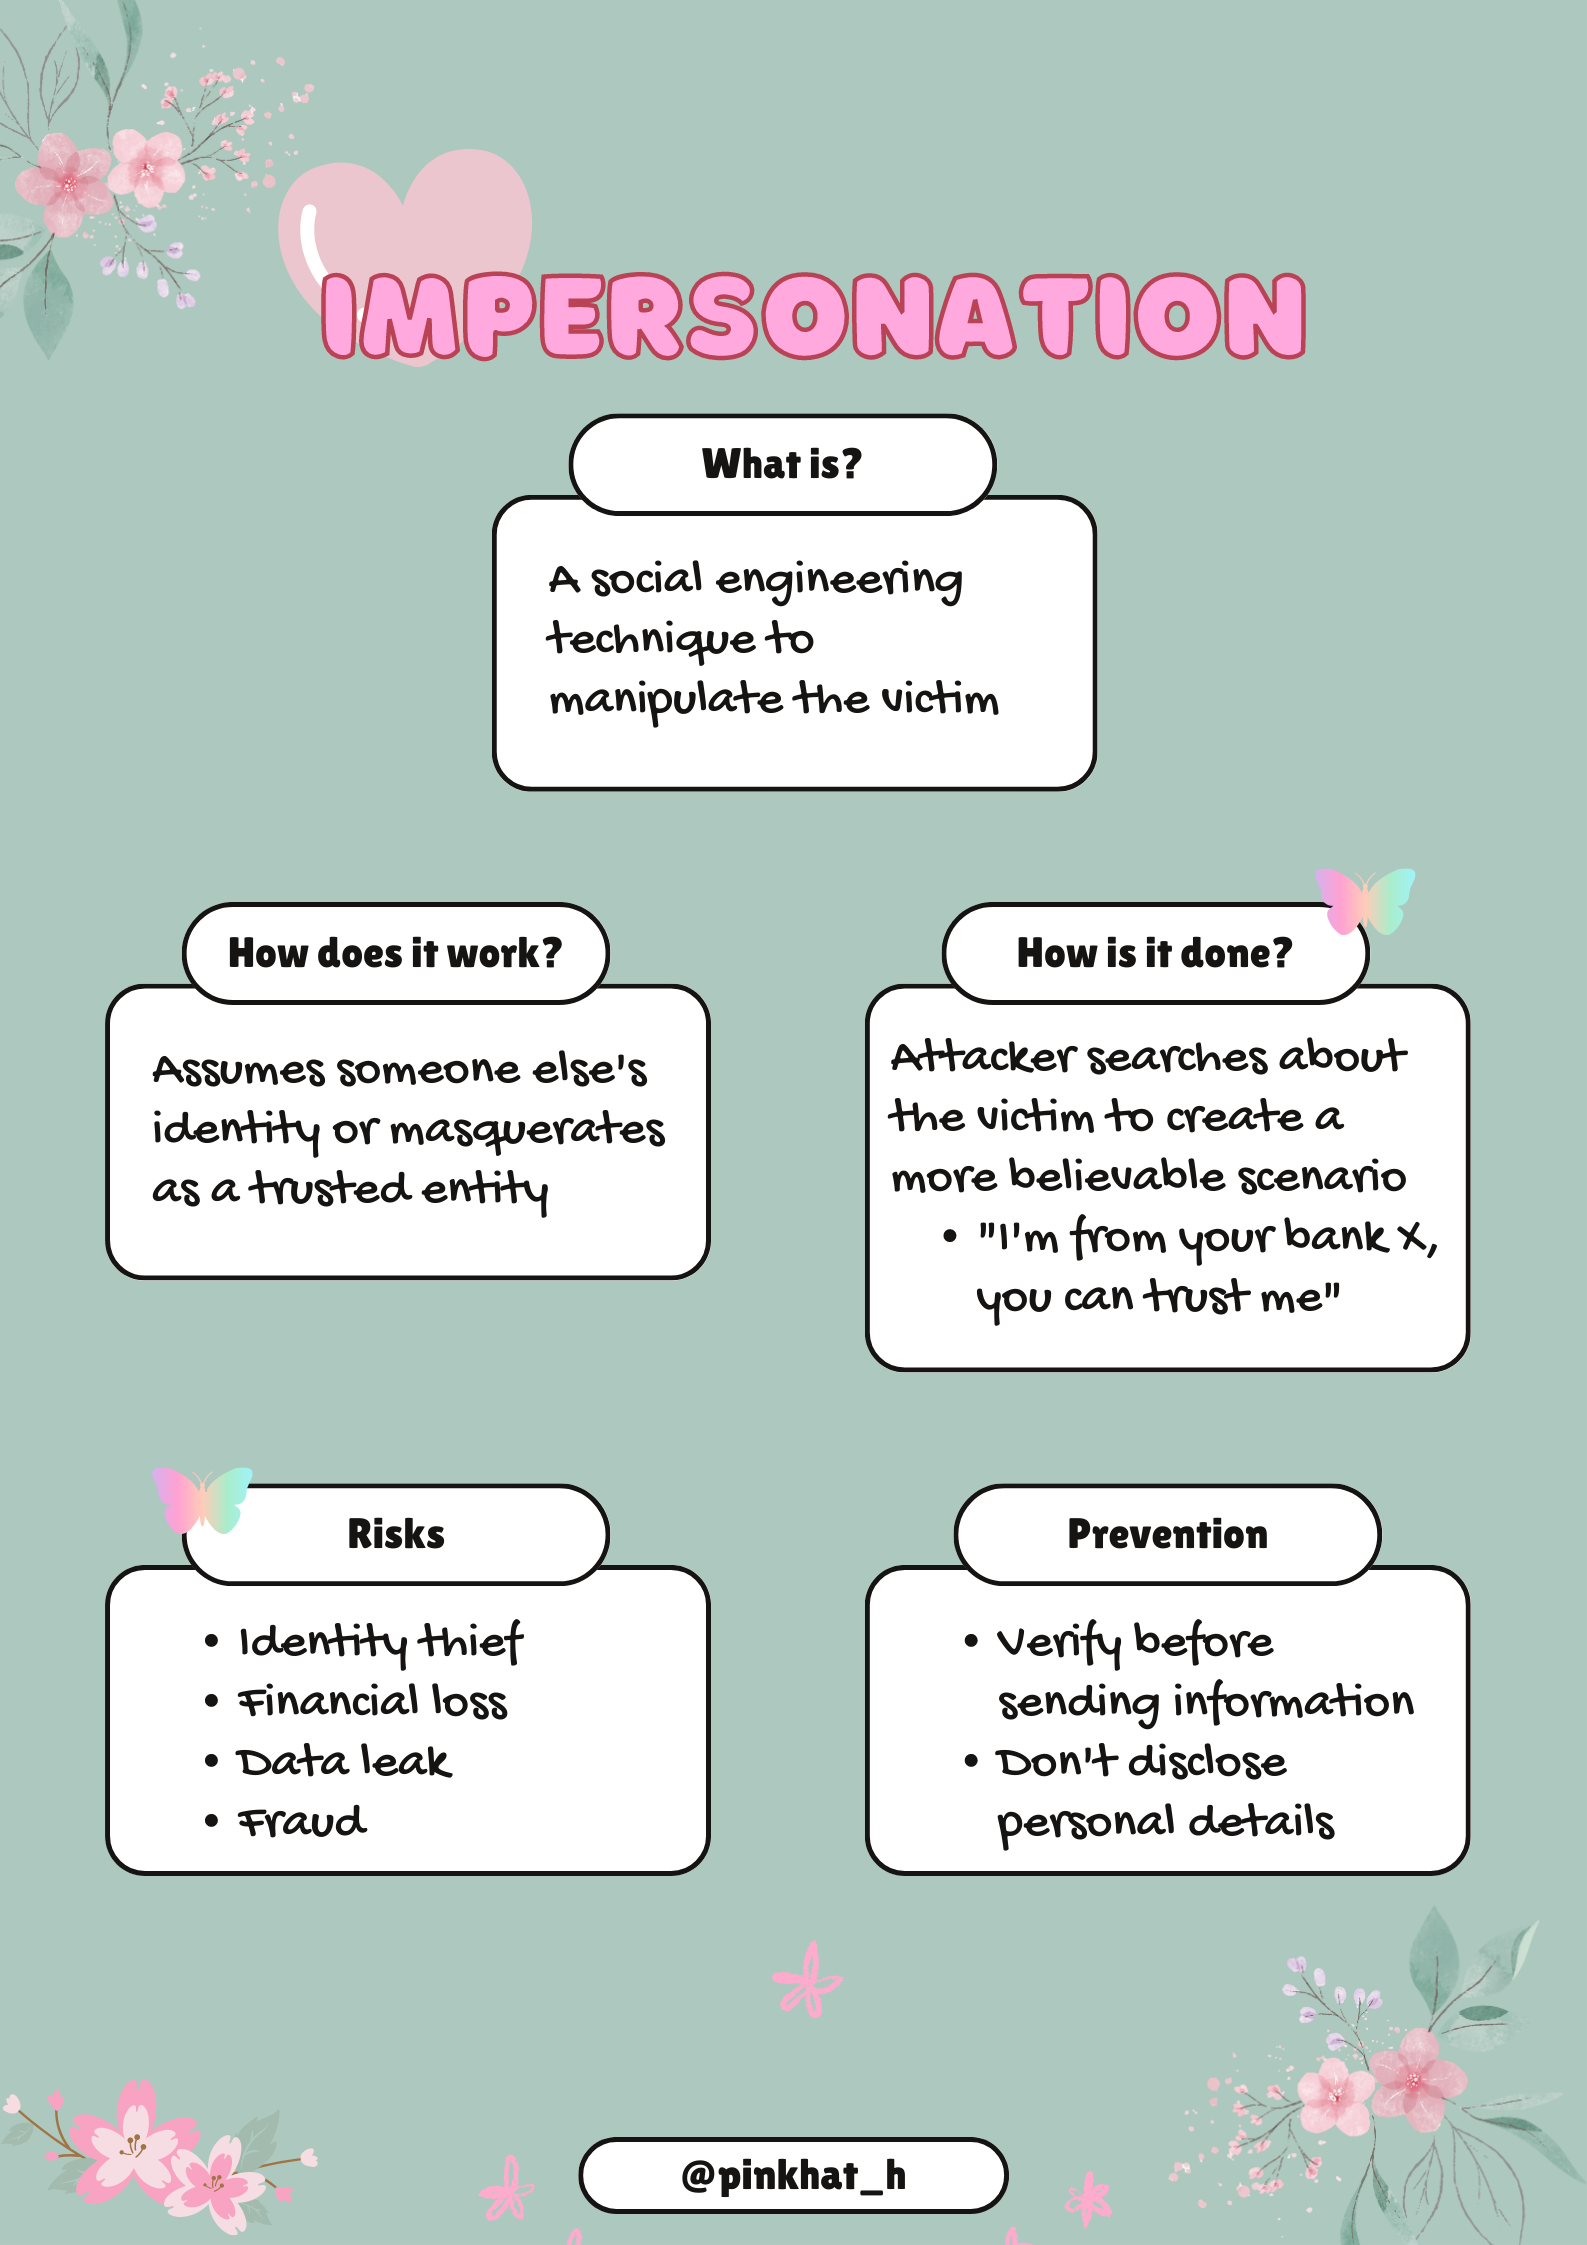 IMPERSONATION
What is?
A social engineering
technique to
manipulate the victim
How does it work?
Assumes someone else's
identity or masquerates
as a trusted entity
How is it done?
Attacker searches about
the victim to create a
more believable scenario
• "I'm from your bank X,
you can trust me"
Risks
• Identity thief
• Financial loss
• Data leak
• Fraud
Prevention
• Verify before
sending information
• Don't disclose
personal details
@pinkhat_h